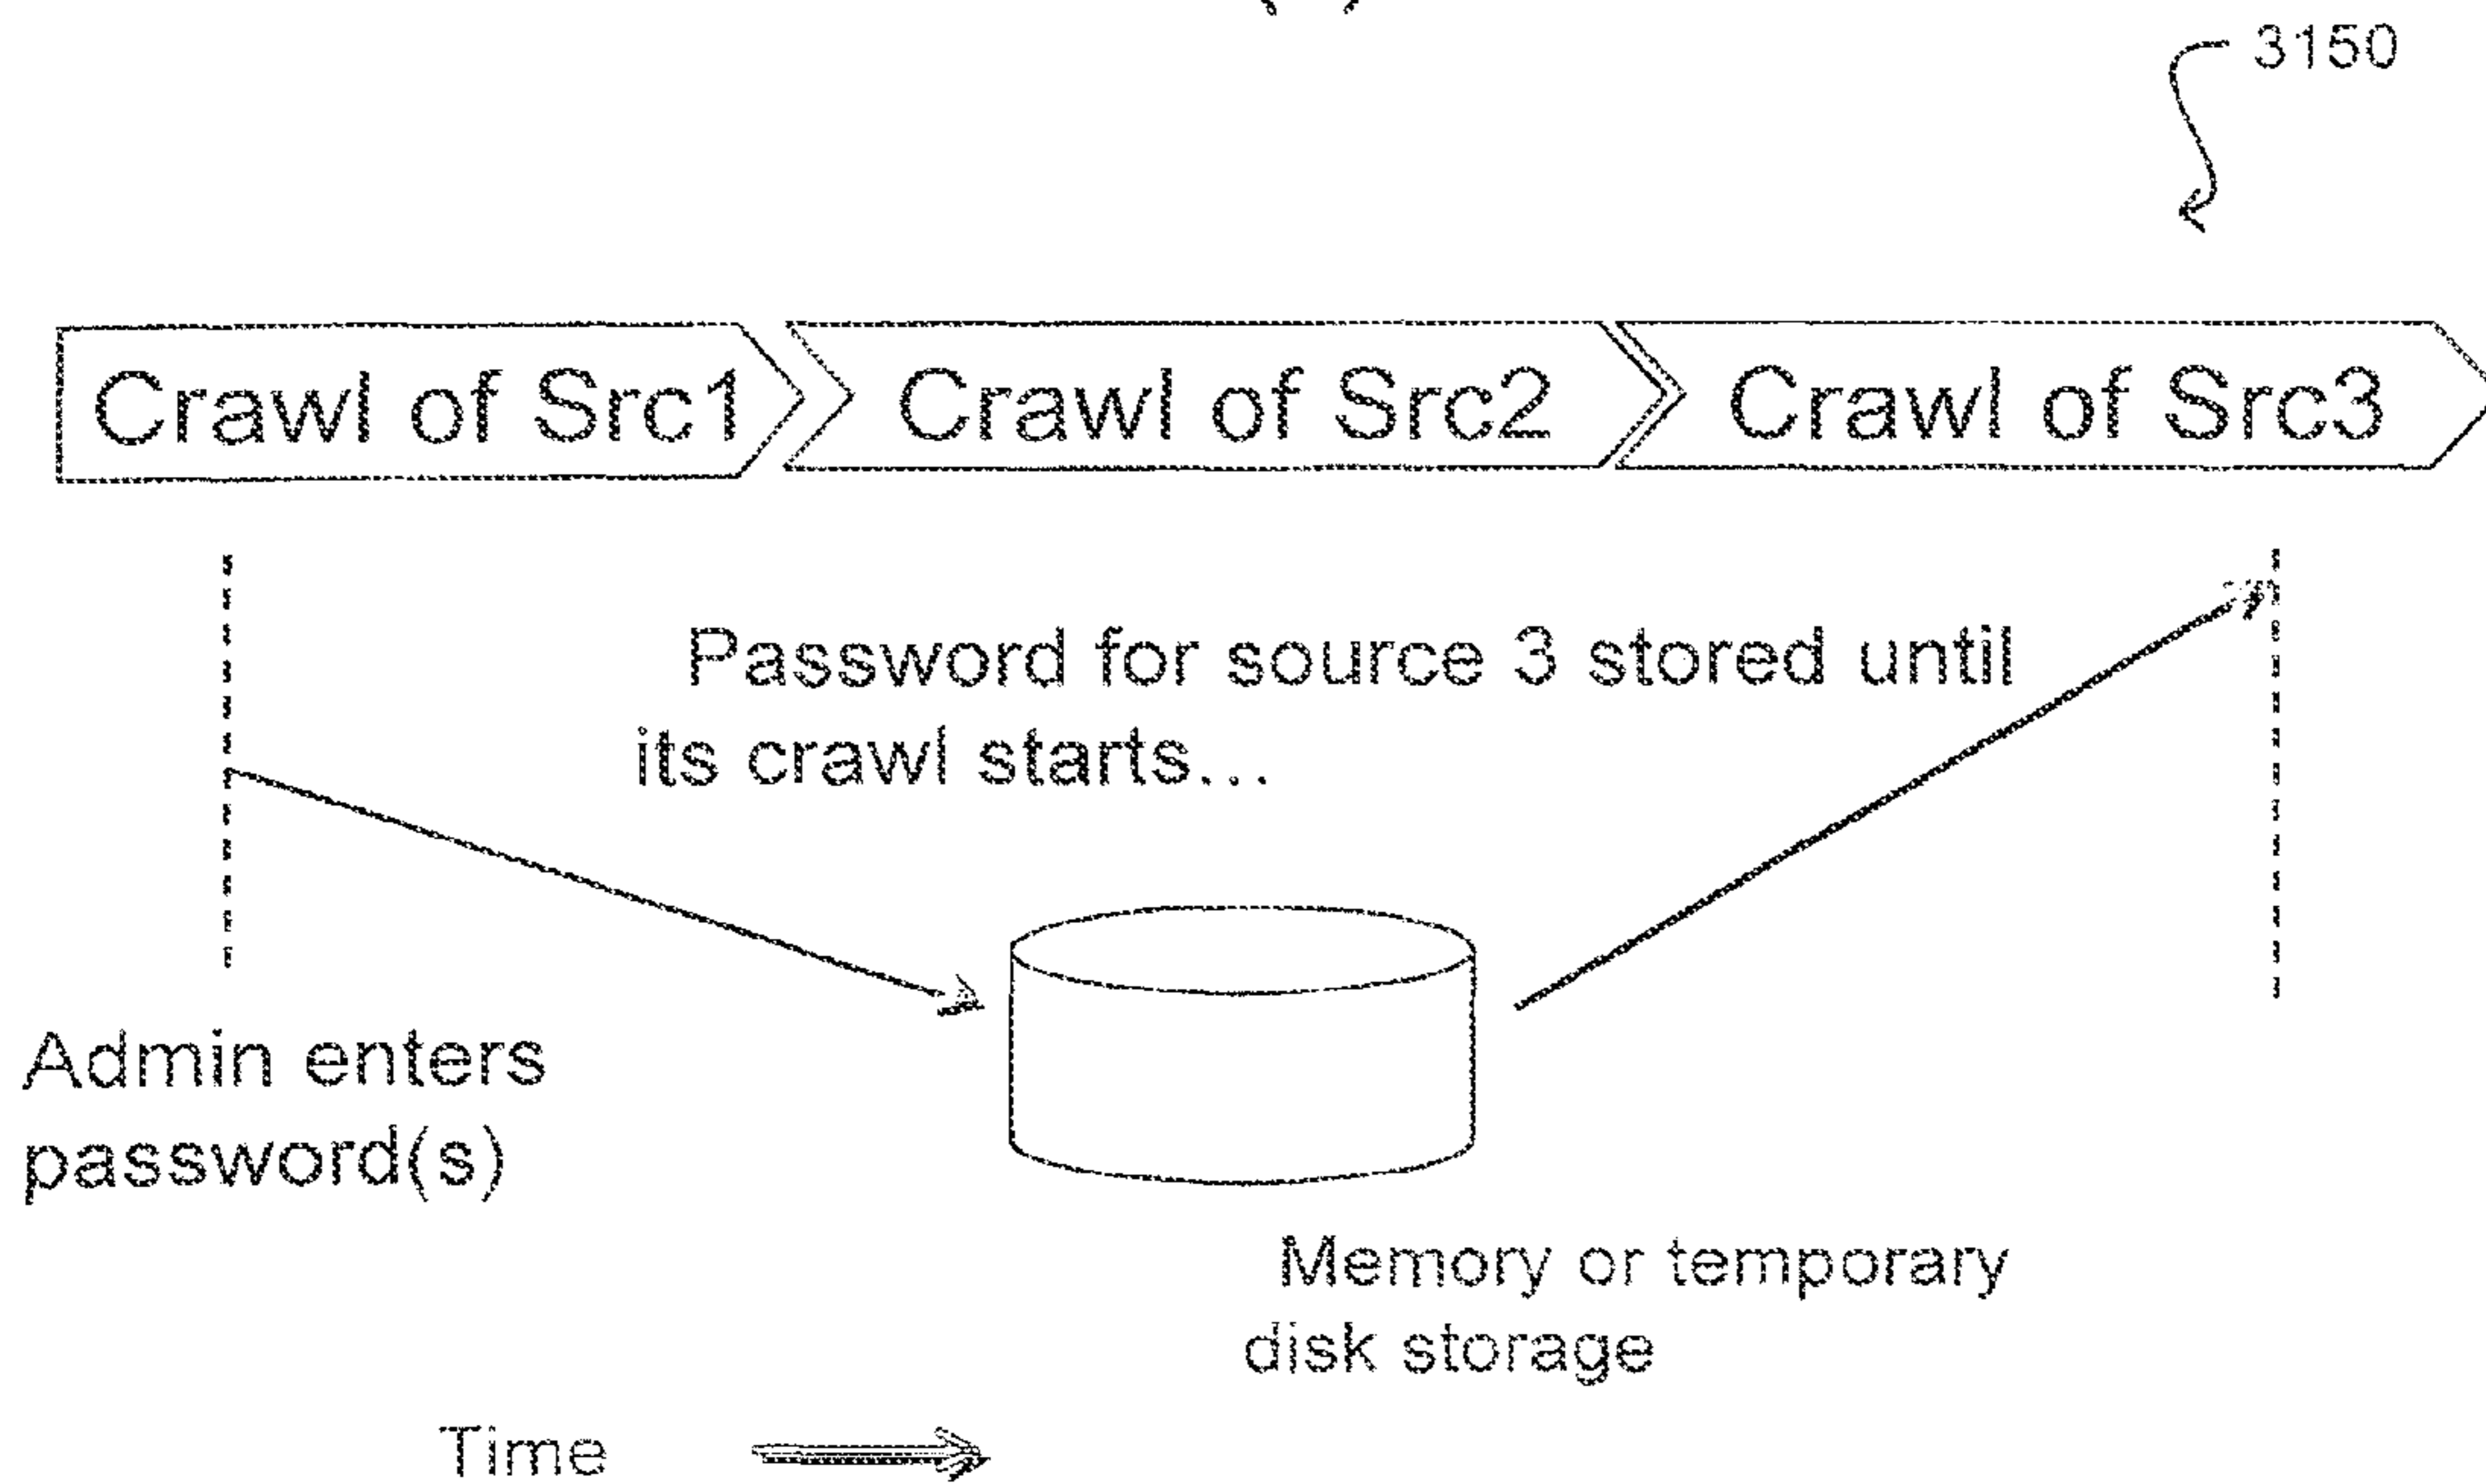 3150
Crawl of Src1
Crawl of Src2
Crawl of Src3
Password for source 3 stored until
its crawl starts...
Admin enters
password(s)
Memory or temporary
disk storage
Time